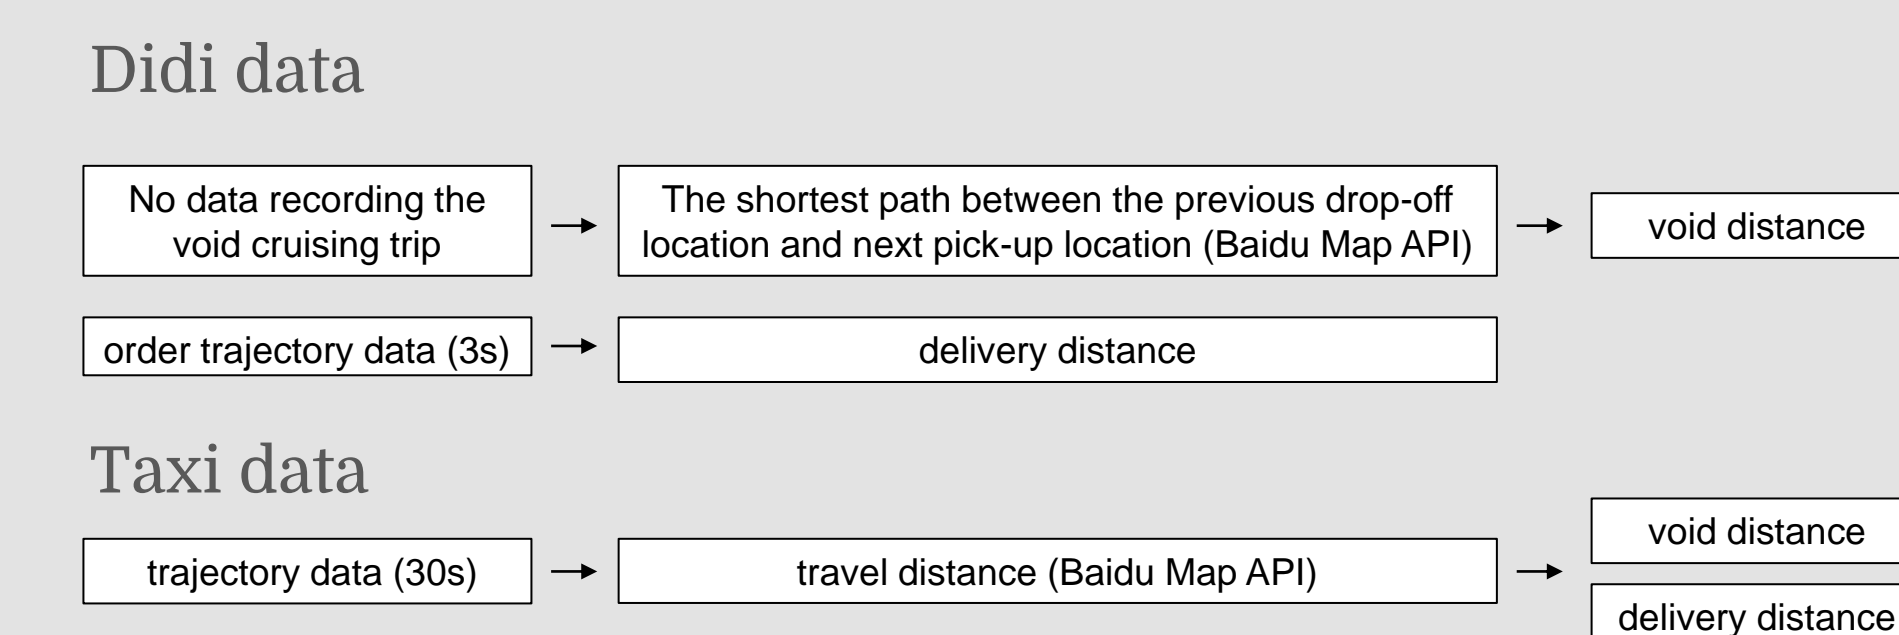 Didi data
No data recording the
void cruising trip
The shortest path between the previous drop-off
location and next pick-up location (Baidu Map API)
void distance
order trajectory data (3s)
delivery distance
Taxi data
trajectory data (30s)
travel distance (Baidu Map API)
void distance
delivery distance